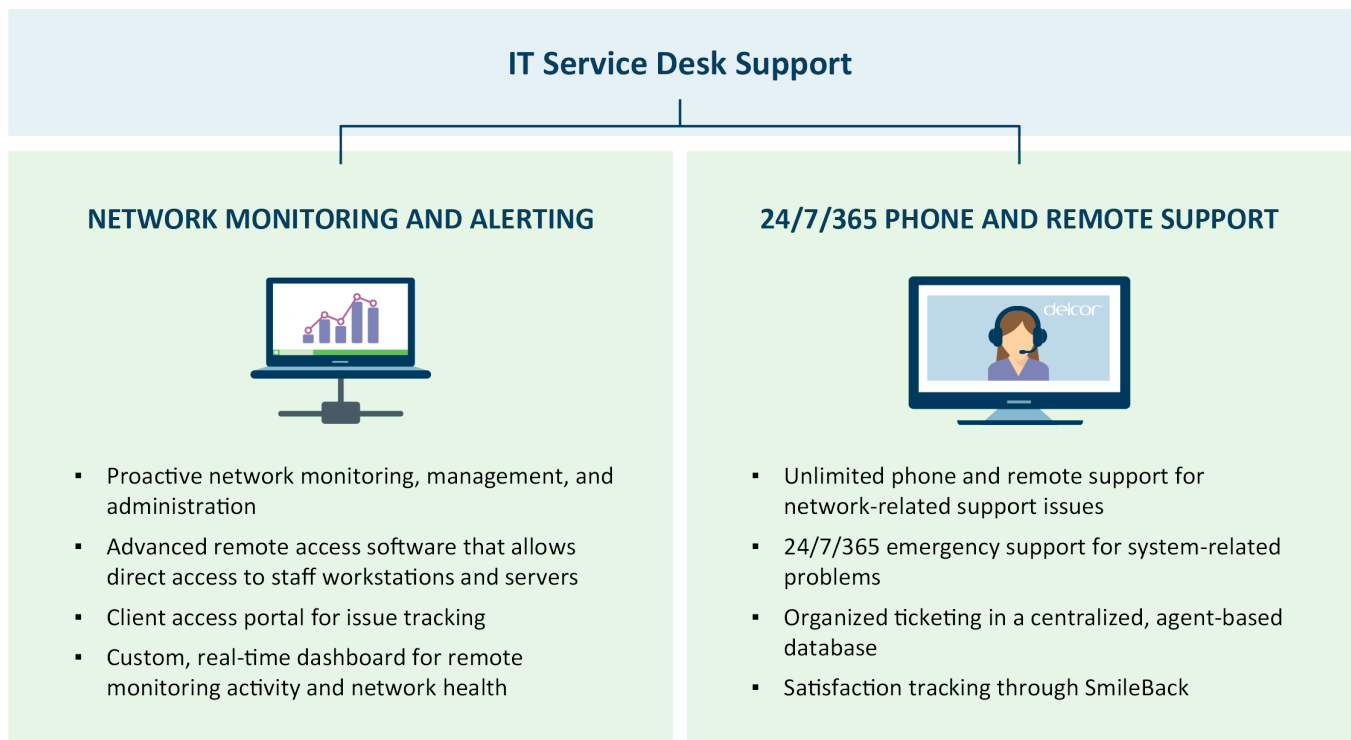 IT Service Desk Support
NETWORK MONITORING AND ALERTING
▪ Proactive network monitoring, management, and
administration
▪ Advanced remote access software that allows
direct access to staff workstations and servers
▪ Client access portal for issue tracking
▪ Custom, real-time dashboard for remote
monitoring activity and network health
24/7/365 PHONE AND REMOTE SUPPORT
delcor
▪ Unlimited phone and remote support for
network-related support issues
▪ 24/7/365 emergency support for system-related
problems
▪ Organized ticketing in a centralized, agent-based
database
▪ Satisfaction tracking through SmileBack